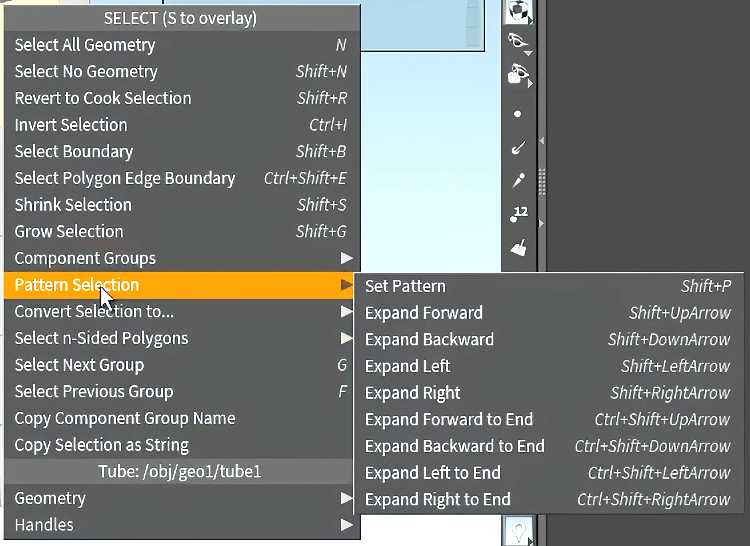 SELECT (S to overlay)
Select All Geometry N
Select No Geometry Shift+N
Revert to Cook Selection Shift+R
Invert Selection Ctrl+I
Select Boundary Shift+B
Select Polygon Edge Boundary Ctrl+Shift+E
Shrink Selection Shift+S
Grow Selection Shift+G
Component Groups
Pattern Selection
Convert Selection to...
Select n-Sided Polygons
Select Next Group G
Select Previous Group F
Copy Component Group Name
Copy Selection as String
Tube: /obj/geo1/tube1
Geometry
Handles
Set Pattern Shift+P
Expand Forward Shift+UpArrow
Expand Backward Shift+DownArrow
Expand Left Shift+LeftArrow
Expand Right Shift+RightArrow
Expand Forward to End Ctrl+Shift+UpArrow
Expand Backward to End Ctrl+Shift+DownArrow
Expand Left to End Ctrl+Shift+LeftArrow
Expand Right to End Ctrl+Shift+RightArrow
12